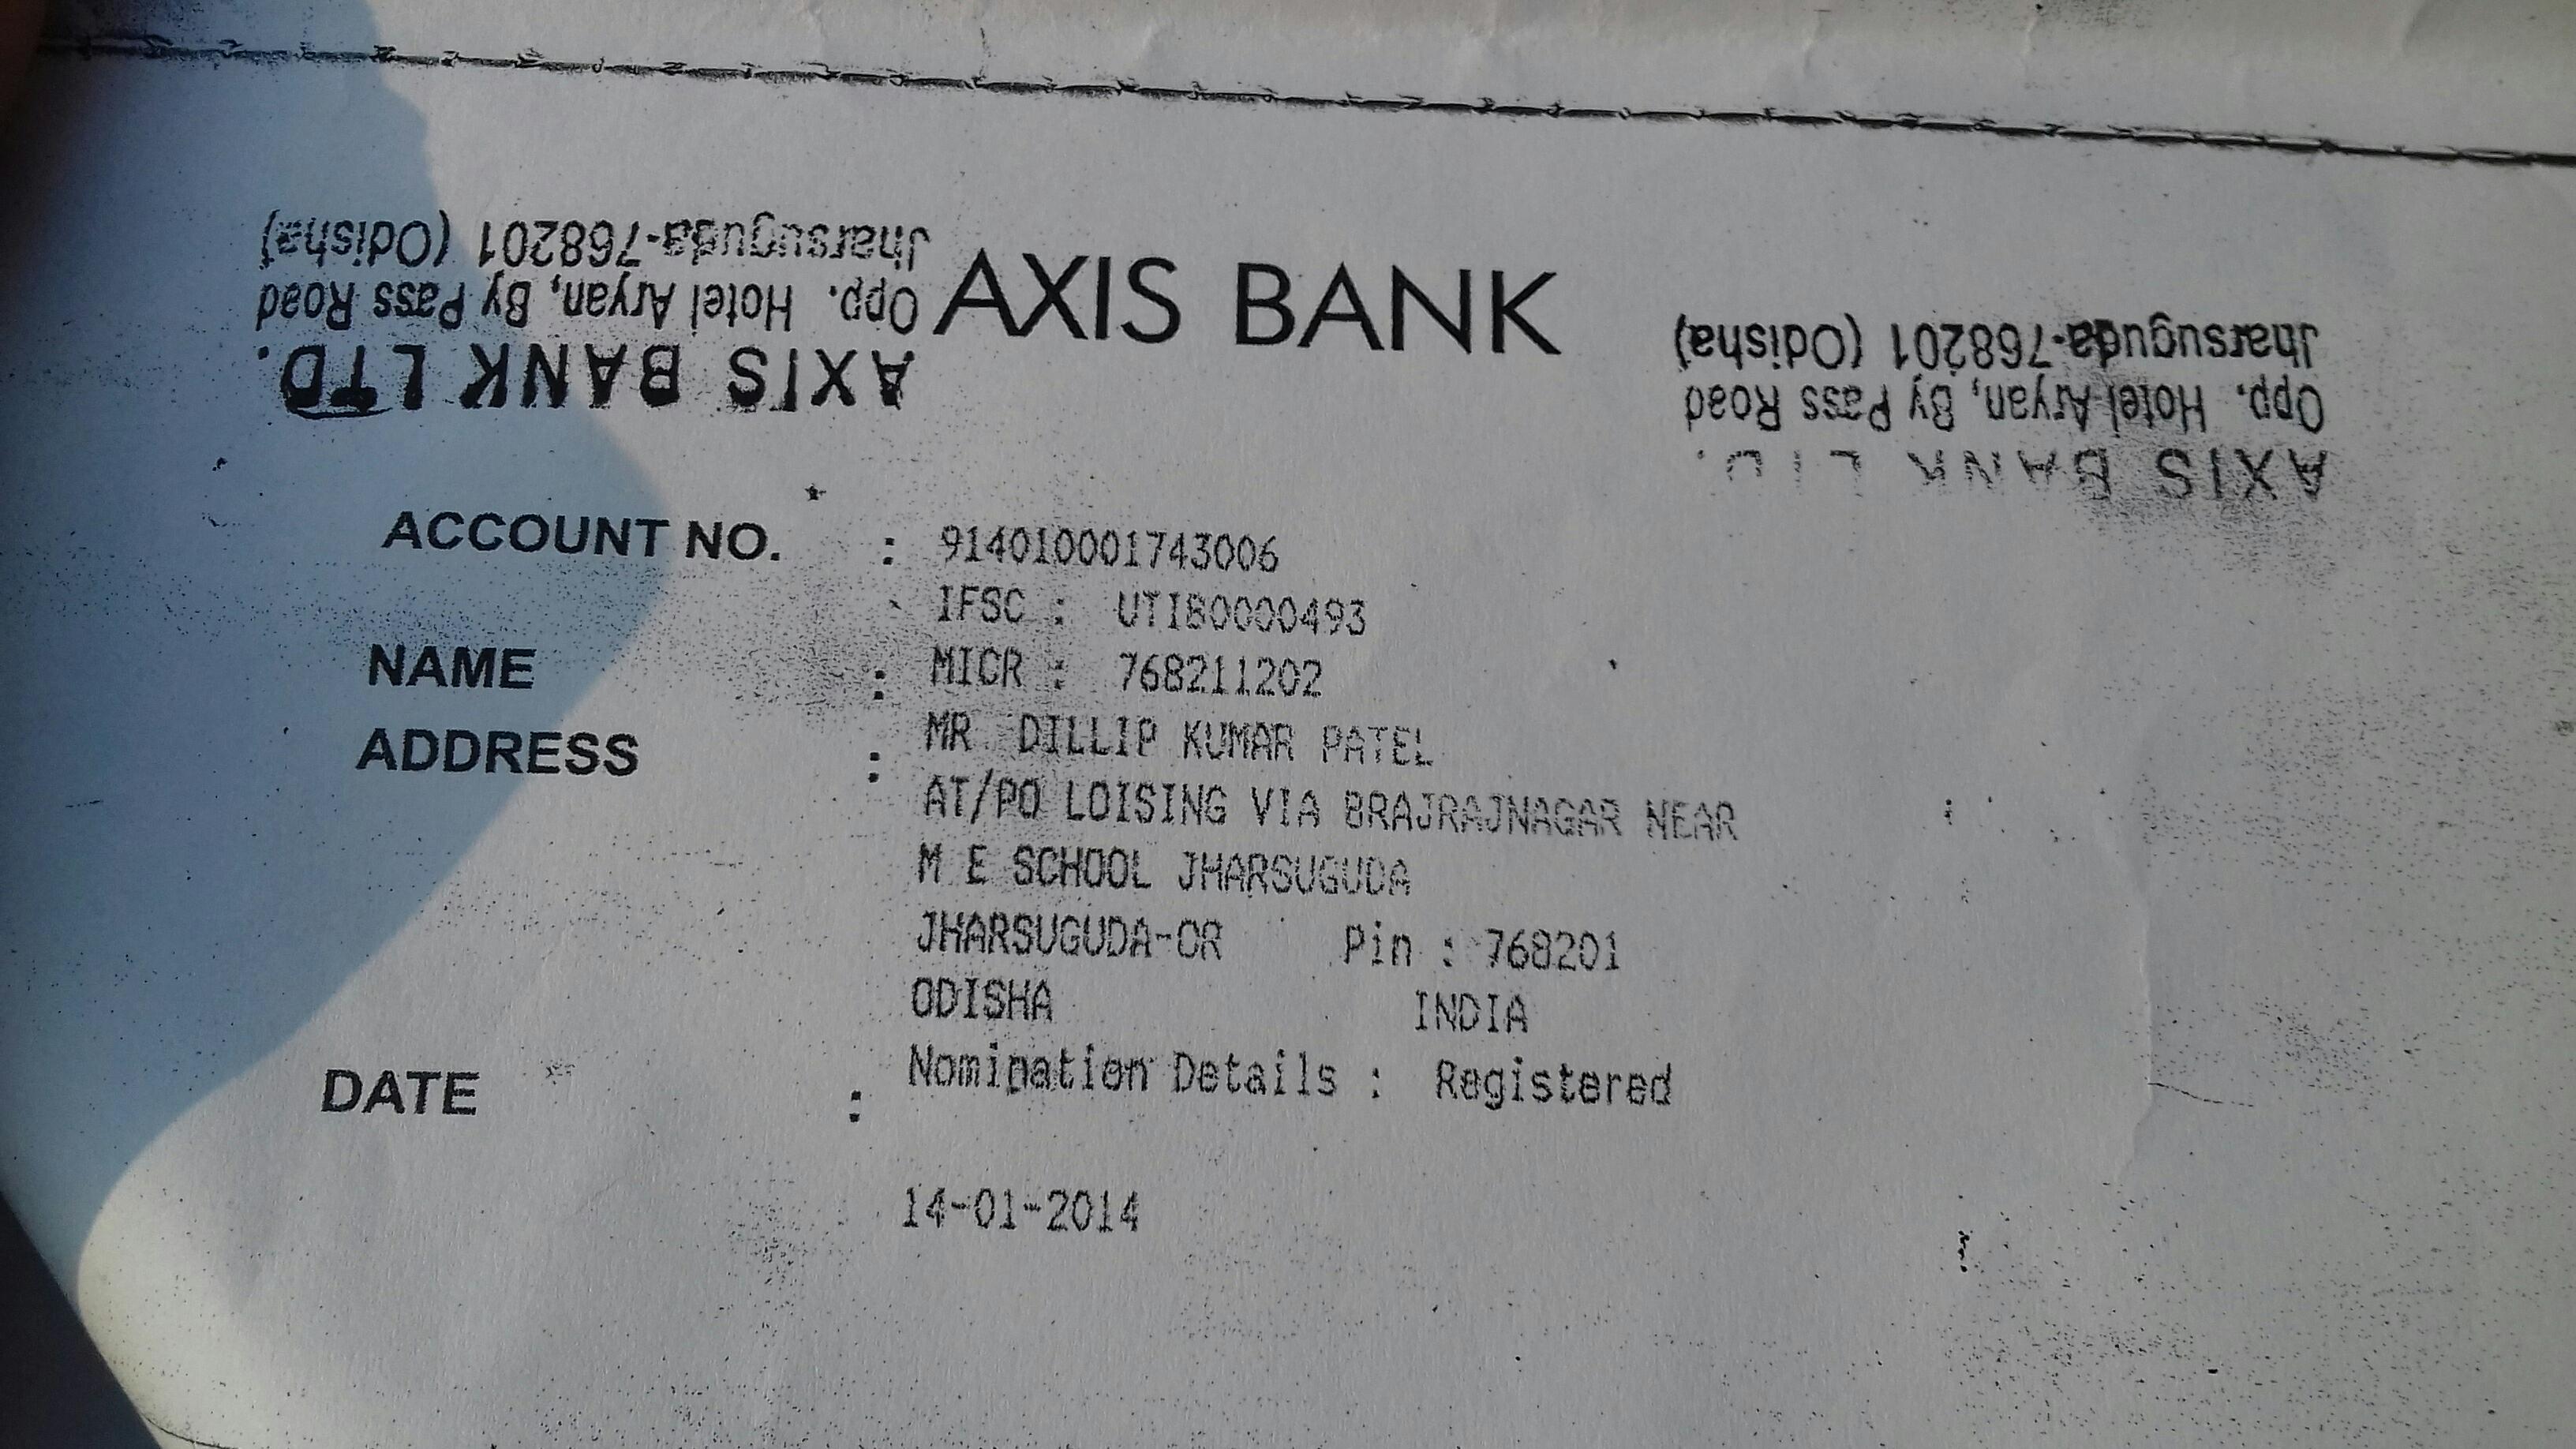 Jharsuguda-768201 (Odisha)
Opp. Hotel Aryan, By Pass Road
AXIS BANK LTD.
AXIS BANK
Jharsuguda-768201 (Odisha)
Opp. Hotel Aryan, By Pass Road
AXIS BANK LTD.
ACCOUNT NO. : 914010001743006
IFSC : UTIB0000493
NAME : MICR : 768211202
ADDRESS : MR DILLIP KUMAR PATEL
AT/PO LOISING VIA BRAJRAJNAGAR NEAR
M E SCHOOL JHARSUGUDA
JHARSUGUDA-OR Pin : 768201
ODISHA INDIA
DATE : Nomination Details : Registered
14-01-2014